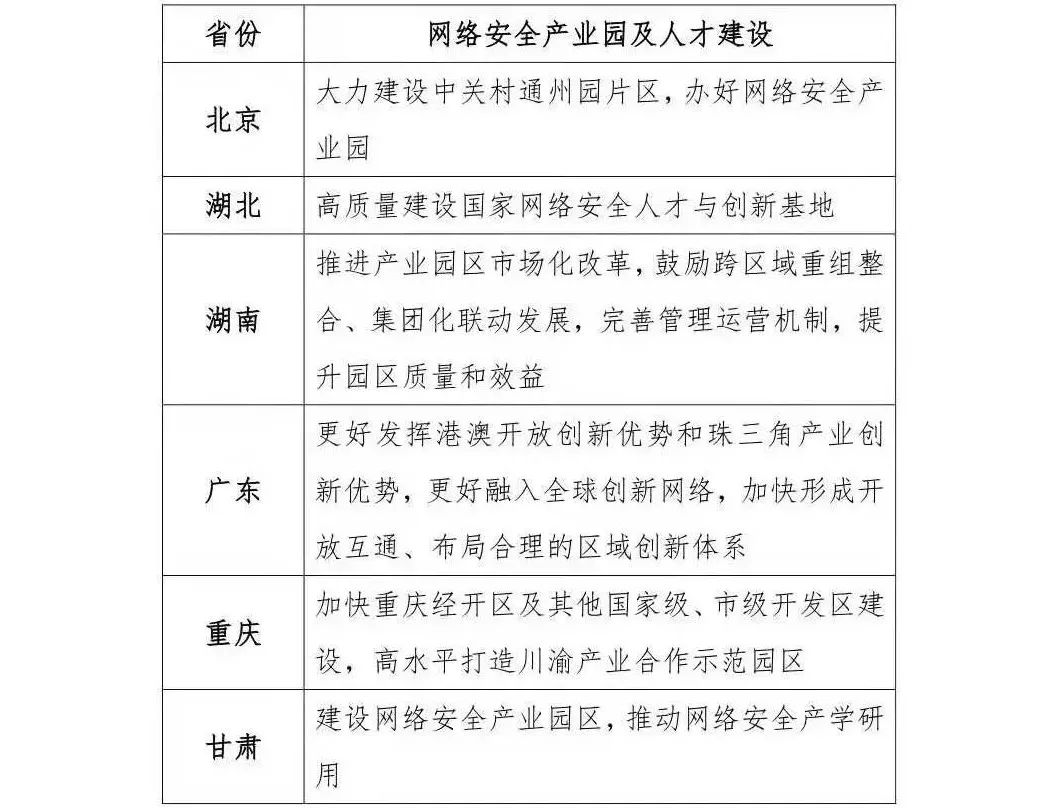 省份 网络安全产业园及人才建设
北京
大力建设中关村通州园片区，办好网络安全产
业园
湖北 高质量建设国家网络安全人才与创新基地
湖南
推进产业园区市场化改革，鼓励跨区域重组整
合、集团化联动发展，完善管理运营机制，提
升园区质量和效益
广东
更好发挥港澳开放创新优势和珠三角产业创
新优势，更好融入全球创新网络，加快形成开
放互通、布局合理的区域创新体系
重庆
加快重庆经开区及其他国家级、市级开发区建
设，高水平打造川渝产业合作示范园区
甘肃
建设网络安全产业园区，推动网络安全产学研
用